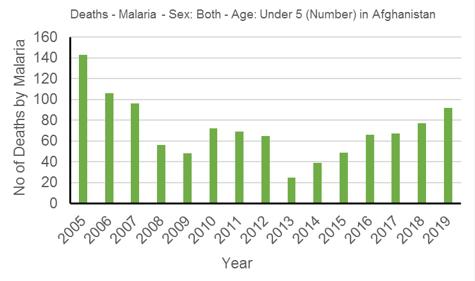 Deaths - Malaria - Sex: Both - Age: Under 5 (Number) in Afghanistan
No of Deaths by Malaria
160
140
120
100
80
60
40
20
0
2005 2006 2007 2008 2009 2010 2011 2012 2013 2014 2015 2016 2017 2018 2019
Year